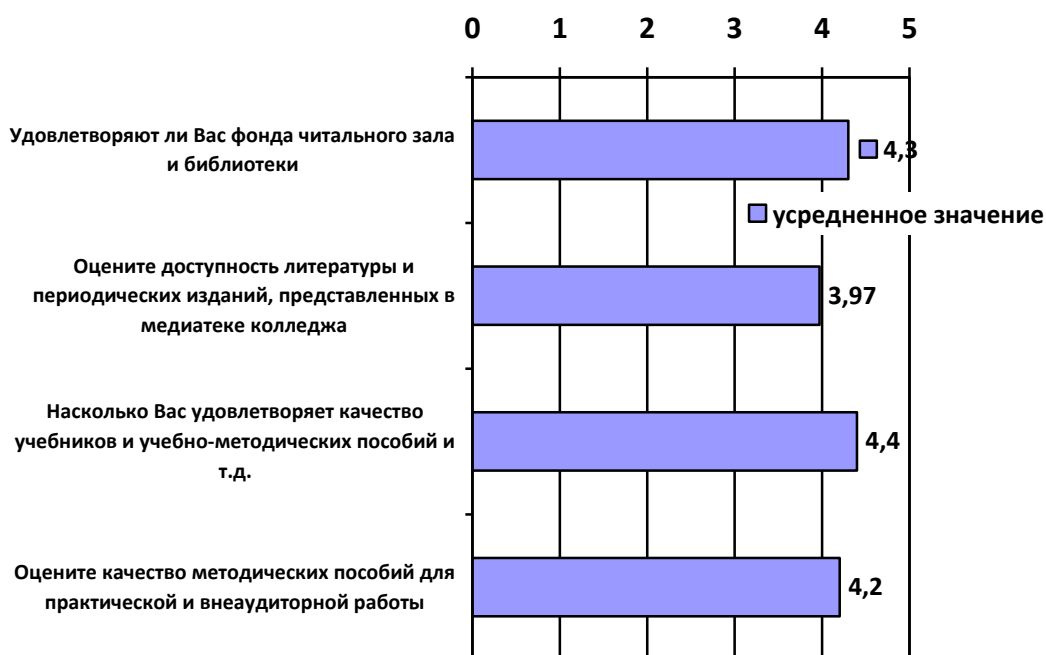 0 1 2 3 4 5
Удовлетворяют ли Вас фонда читального зала
и библиотеки
4,3
усредненное значение
Оцените доступность литературы и
периодических изданий, представленных в
медиатеке колледжа
3,97
Насколько Вас удовлетворяет качество
учебников и учебно-методических пособий и
т.д.
4,4
Оцените качество методических пособий для
практической и внеаудиторной работы
4,2